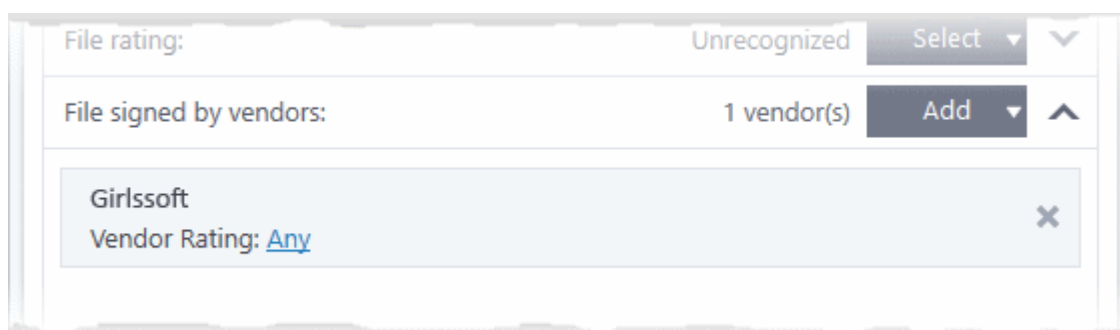 File rating: Unrecognized Select
File signed by vendors: 1 vendor(s) Add
Girlssoft
Vendor Rating: Any